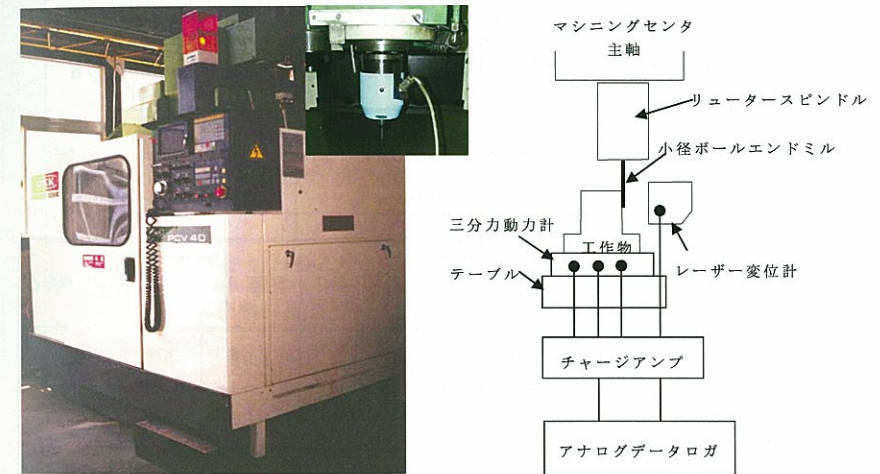 PCV 40
マシニングセンタ
主軸
リュータースピンドル
小径ボールエンドミル
三分力動力計
工作物
テーブル
レーザー変位計
チャージアンプ
アナログデータロガ